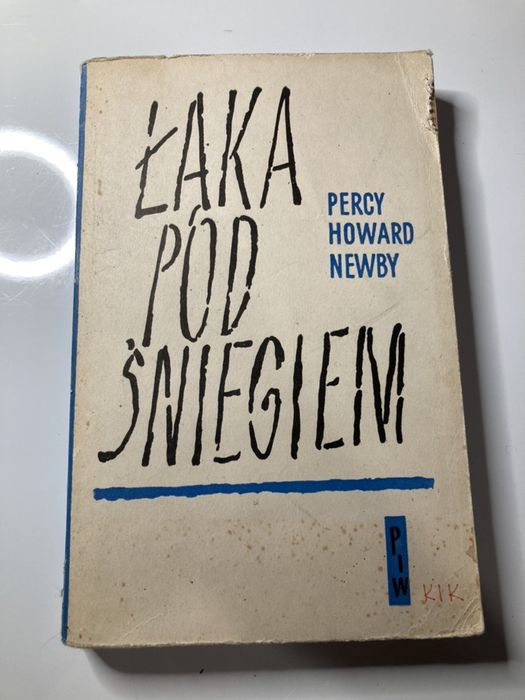 ŁĄKA
POD
ŚNIEGIEM
PERCY
HOWARD
NEWBY
PIW
KIK